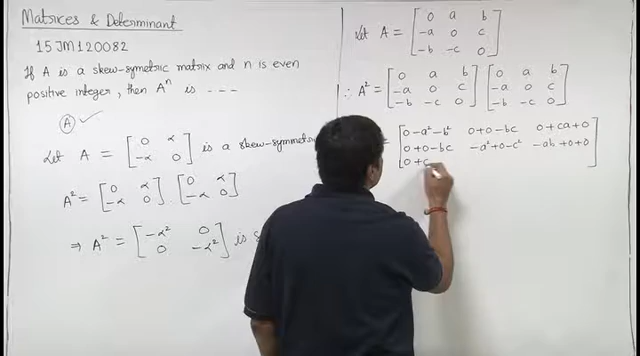 Matrices & Determinant
15JM120082
If A is a skew-symetric matrix and n is even
positive integer, then Aⁿ is ---
(A) ✓
Let A = [0 α; -α 0] is a skew-symmetric
A² = [0 α; -α 0] . [0 α; -α 0]
⇒ A² = [-α² 0; 0 -α²] is
Let A = [0 a b; -a 0 c; -b -c 0]
∴ A² = [0 a b; -a 0 c; -b -c 0] [0 a b; -a 0 c; -b -c 0]
= [0-a²-b² 0+0-bc 0+ca+0
0+0-bc -a²+0-c² -ab+0+0
0+c